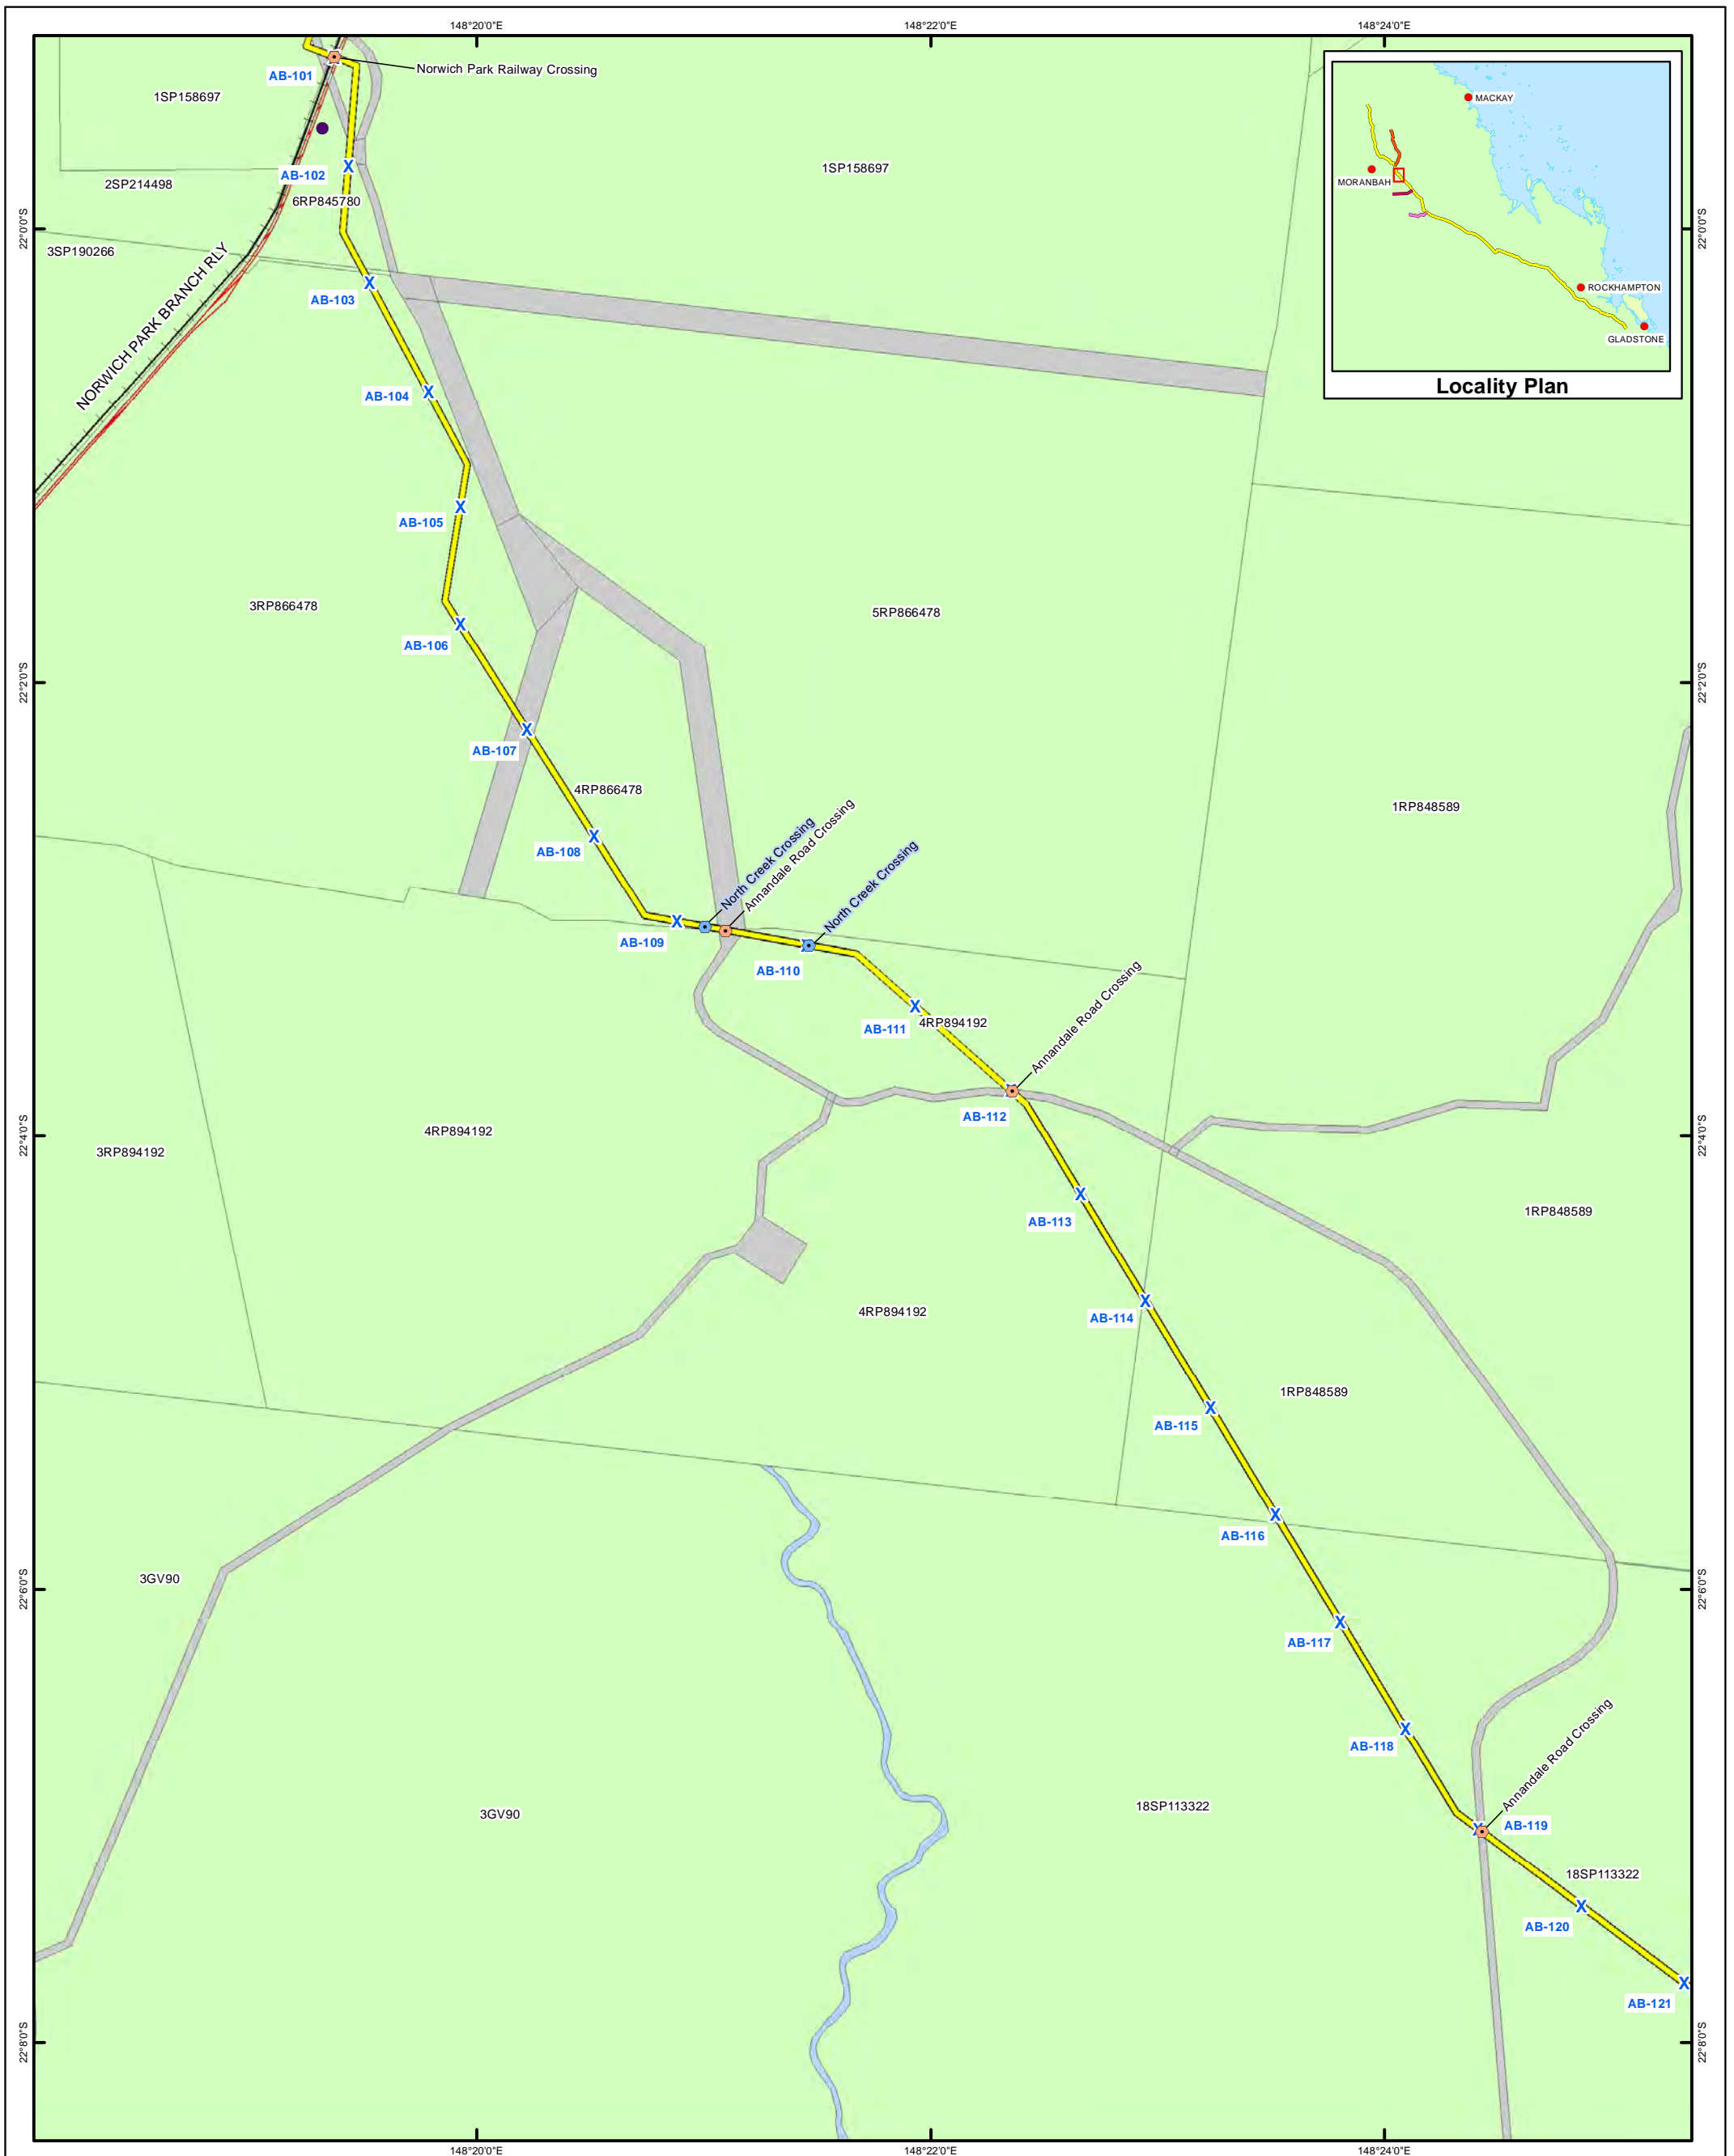 148°20'0"E
148°22'0"E
148°24'0"E
AB-101
Norwich Park Railway Crossing
1SP158697
MACKAY
MORANBAH
ROCKHAMPTON
GLADSTONE
Locality Plan
1SP158697
AB-102
2SP214498
6RP845780
22°0'0"S
22°0'0"S
3SP190266
AB-103
NORWICH PARK BRANCH RLY
AB-104
AB-105
3RP866478
5RP866478
AB-106
22°2'0"S
22°2'0"S
AB-107
4RP866478
1RP848589
AB-108
North Creek Crossing
Annandale Road Crossing
North Creek Crossing
AB-109
AB-110
AB-111
4RP894192
Annandale Road Crossing
AB-112
22°4'0"S
22°4'0"S
4RP894192
3RP894192
AB-113
1RP848589
4RP894192
AB-114
1RP848589
AB-115
AB-116
3GV90
22°6'0"S
22°6'0"S
AB-117
AB-118
Annandale Road Crossing
3GV90
18SP113322
AB-119
18SP113322
AB-120
AB-121
22°8'0"S
22°8'0"S
148°20'0"E
148°22'0"E
148°24'0"E